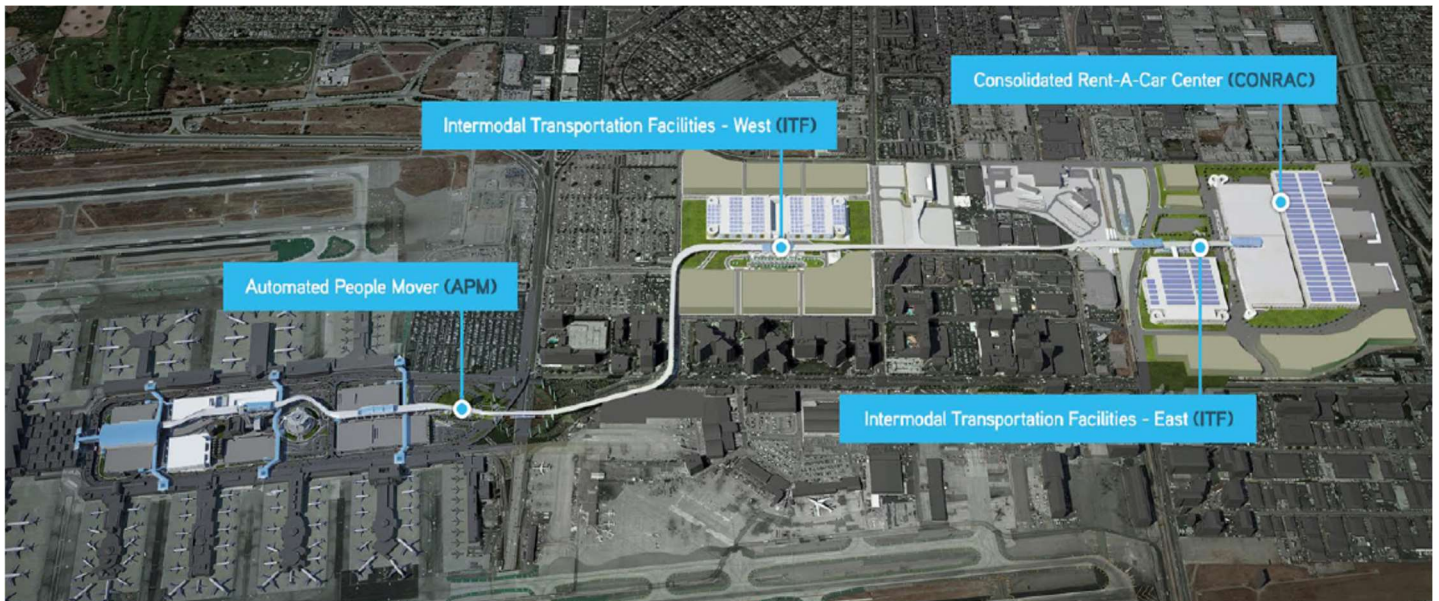 Consolidated Rent-A-Car Center (CONRAC)
Intermodal Transportation Facilities - West (ITF)
Automated People Mover (APM)
Intermodal Transportation Facilities - East (ITF)